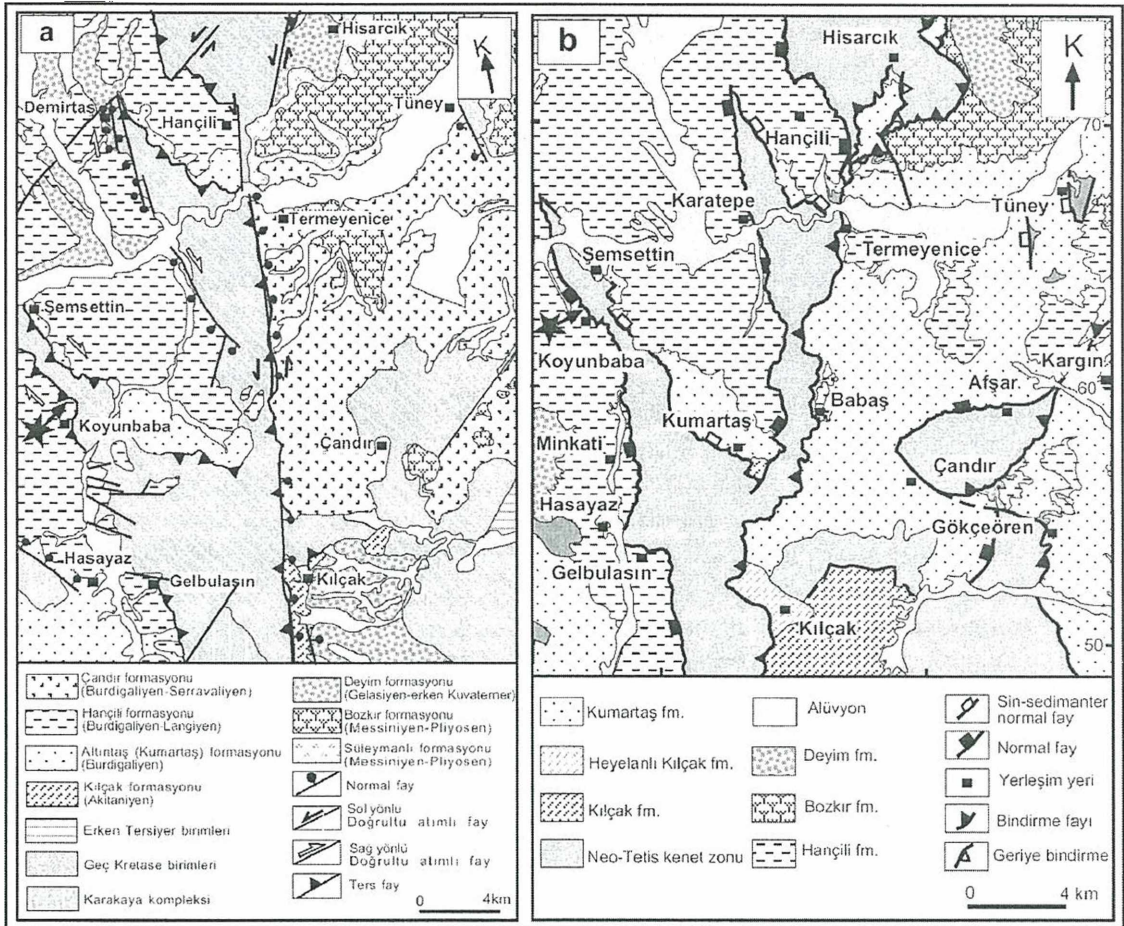 a
Hisarcık
K
Demirtaş
Tüney
Hançili
Termeyenice
Şemsettin
Koyunbaba
Çandır
Hasayaz
Gelbulasın
Kılçak
Çandır formasyonu
(Burdigaliyen-Serravaliyen)
Hançili formasyonu
(Burdigaliyen-Langiyen)
Altıntaş (Kumartaş) formasyonu
(Burdigaliyen)
Kılçak formasyonu
(Akitaniyen)
Erken Tersiyer birimleri
Geç Kretase birimleri
Karakaya kompleksi
Deyim formasyonu
(Gelasiyen-erken Kuvaterner)
Bozkır formasyonu
(Messiniyen-Pliyosen)
Süleymanlı formasyonu
(Messiniyen-Pliyosen)
Normal fay
Sol yönlü
Doğrultu atımlı fay
Sağ yönlü
Doğrultu atımlı fay
Ters fay
0 4km
b
Hisarcık
K
70
Hançili
Karatepe
Tüney
Şemsettin
Termeyenice
Koyunbaba
Kargın
Afşar
60
Babaş
Kumartaş
Minkati
Çandır
Hasayaz
Gökçeören
Gelbulasın
Kılçak
50
Kumartaş fm.
Heyelanlı Kılçak fm.
Kılçak fm.
Neo-Tetis kenet zonu
Alüvyon
Deyim fm.
Bozkır fm.
Hançili fm.
Sin-sedimanter
normal fay
Normal fay
Yerleşim yeri
Bindirme fayı
Geriye bindirme
0 4 km